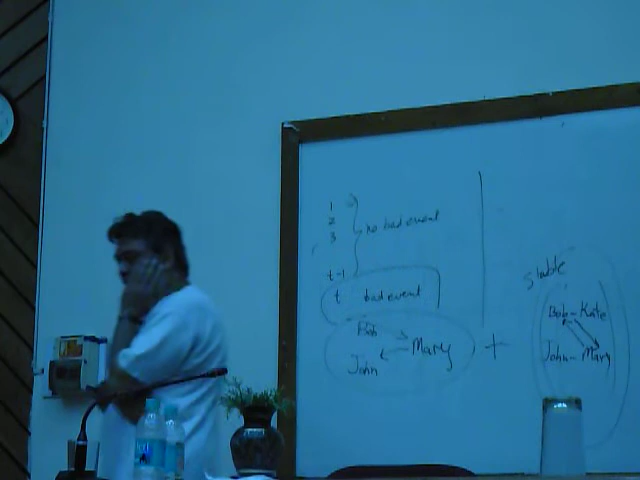 1
2
3
no bad event
t-1
t bad event
Bob
John Mary
+
stable
Bob-Kate
John-Mary